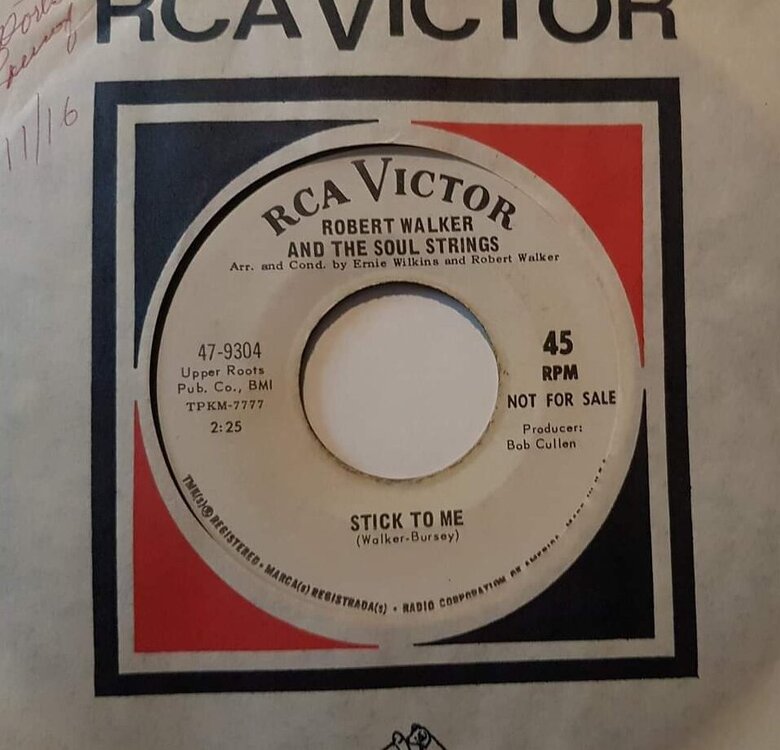 RCA VICTOR
11/16
RCA VICTOR
ROBERT WALKER
AND THE SOUL STRINGS
Arr. and Cond. by Ernie Wilkins and Robert Walker
47-9304
Upper Roots
Pub. Co., BMI
TPKM-7777
2:25
45
RPM
NOT FOR SALE
Producer:
Bob Cullen
STICK TO ME
(Walker-Bursey)
TMK(s) ® REGISTERED • MARCA(s) REGISTRADA(s) • RADIO CORPORATION OF AMERICA